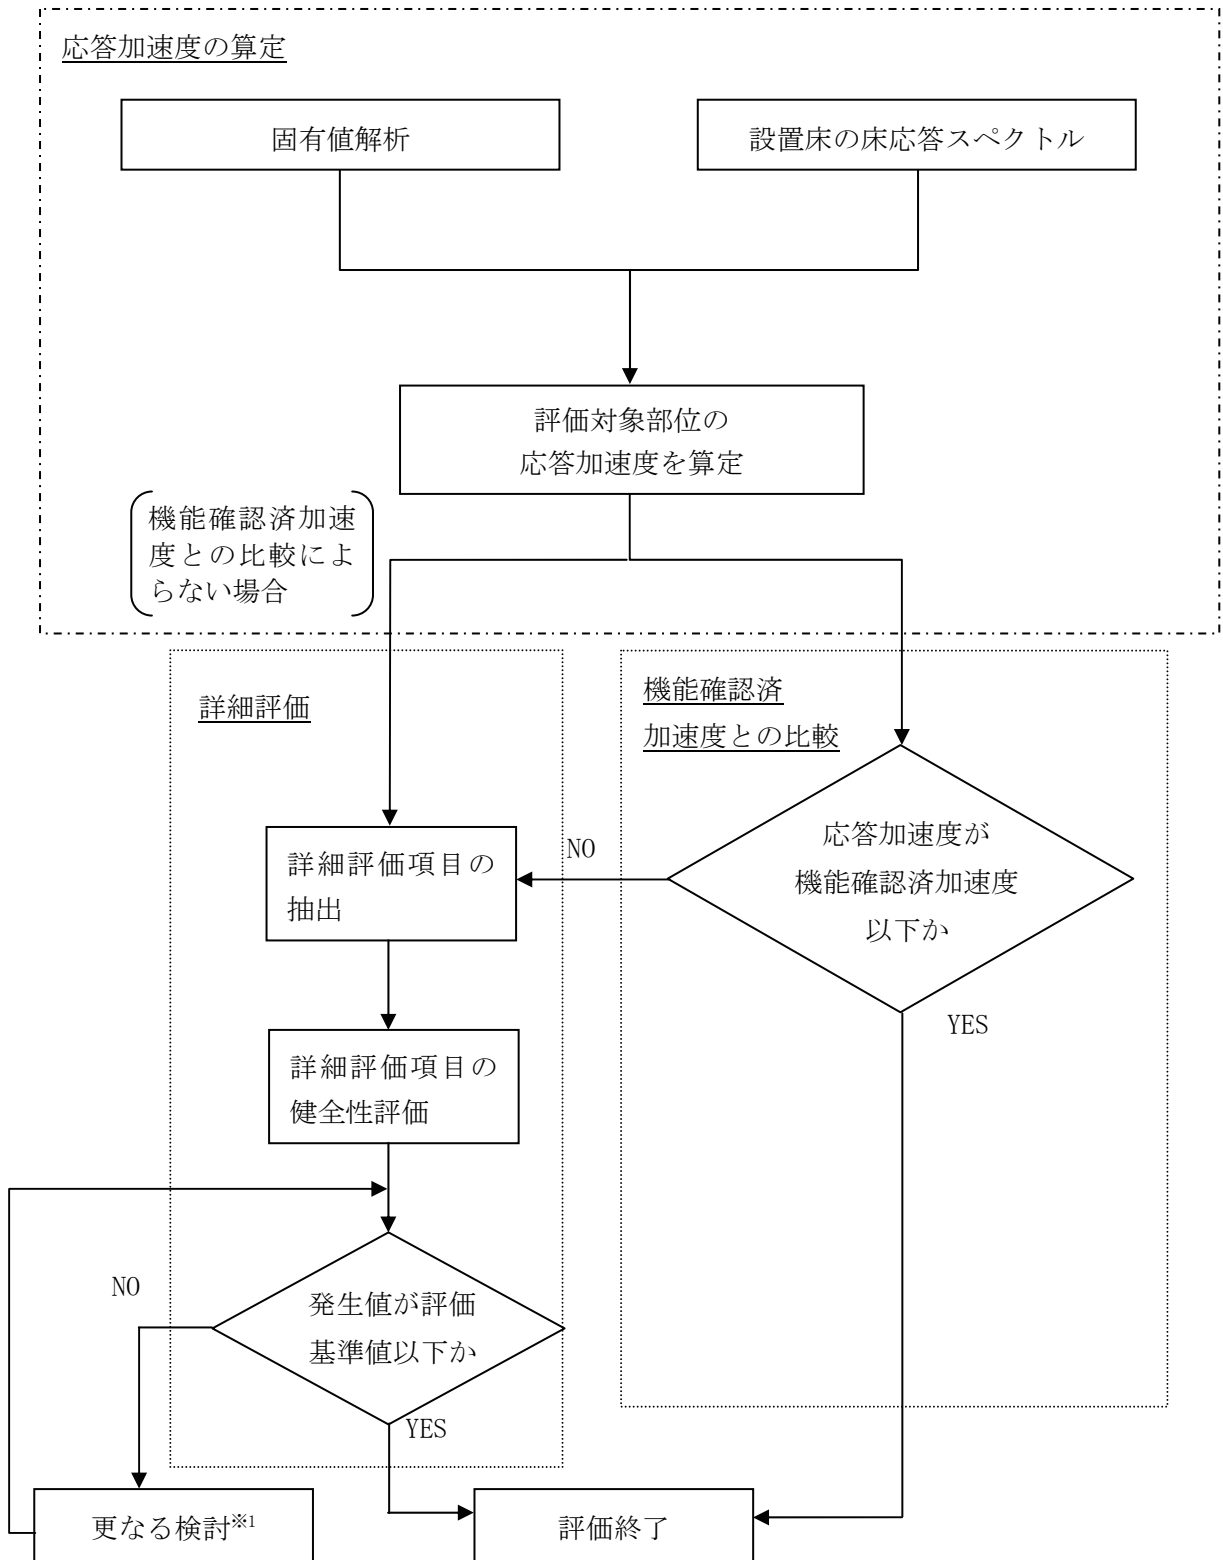 応答加速度の算定
固有値解析
設置床の床応答スペクトル
評価対象部位の
応答加速度を算定
機能確認済加速
度との比較によ
らない場合
詳細評価
機能確認済
加速度との比較
応答加速度が
機能確認済加速度
以下か
NO
詳細評価項目の
抽出
YES
詳細評価項目の
健全性評価
NO
発生値が評価
基準値以下か
YES
更なる検討※1
評価終了